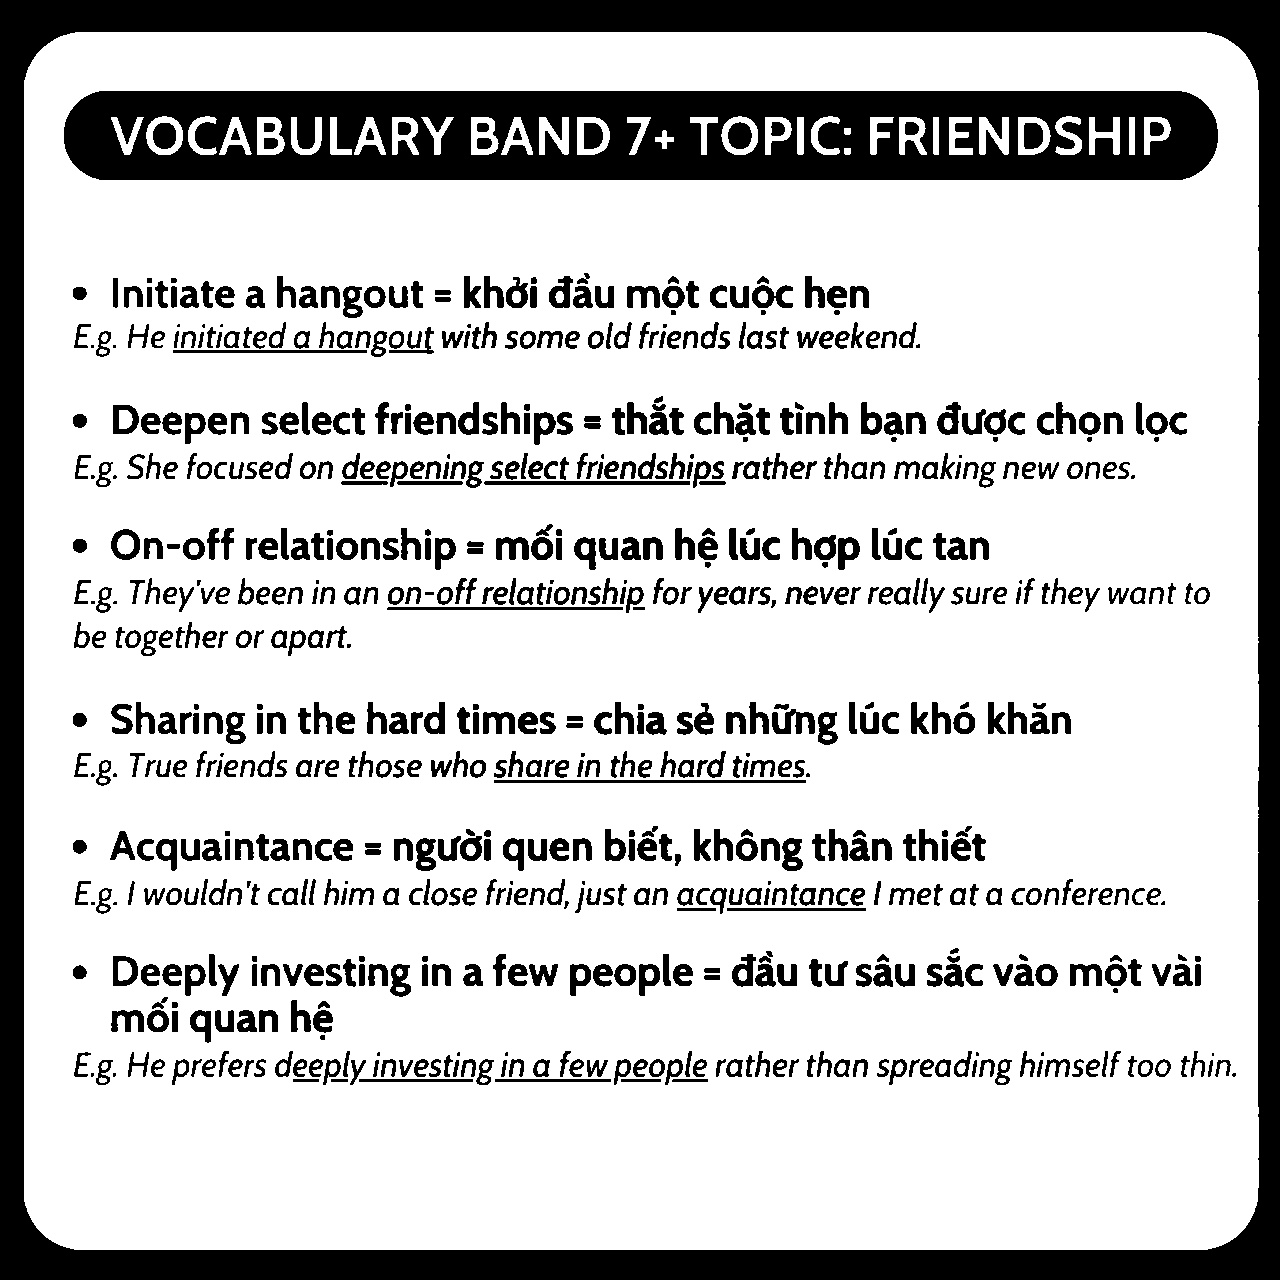 VOCABULARY BAND 7+ TOPIC: FRIENDSHIP
• Initiate a hangout = khởi đầu một cuộc hẹn
E.g. He initiated a hangout with some old friends last weekend.
• Deepen select friendships = thắt chặt tình bạn được chọn lọc
E.g. She focused on deepening select friendships rather than making new ones.
• On-off relationship = mối quan hệ lúc hợp lúc tan
E.g. They've been in an on-off relationship for years, never really sure if they want to
be together or apart.
• Sharing in the hard times = chia sẻ những lúc khó khăn
E.g. True friends are those who share in the hard times.
• Acquaintance = người quen biết, không thân thiết
E.g. I wouldn't call him a close friend, just an acquaintance I met at a conference.
• Deeply investing in a few people = đầu tư sâu sắc vào một vài
mối quan hệ
E.g. He prefers deeply investing in a few people rather than spreading himself too thin.